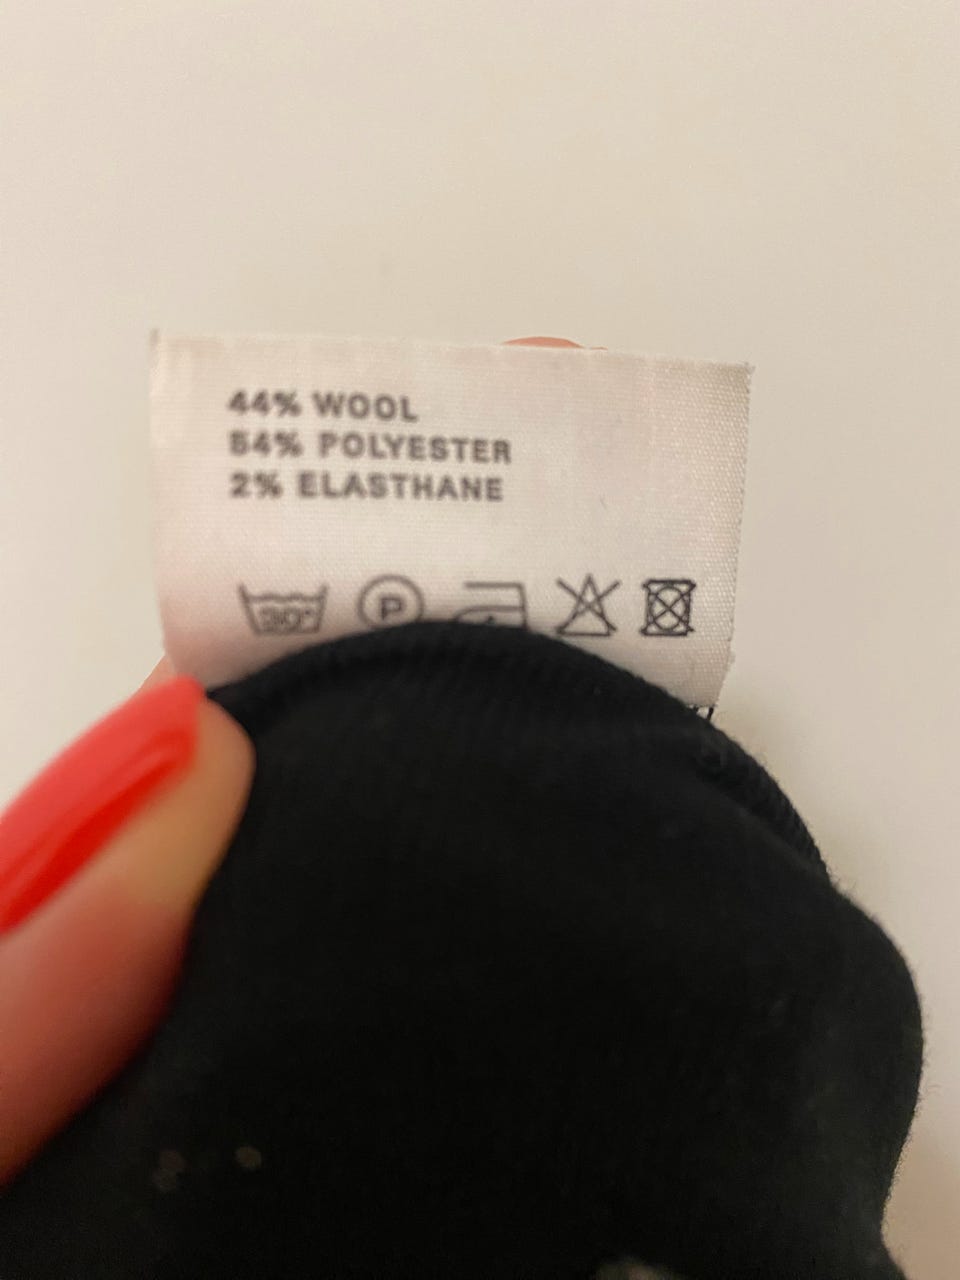 44% WOOL
54% POLYESTER
2% ELASTHANE
30° P